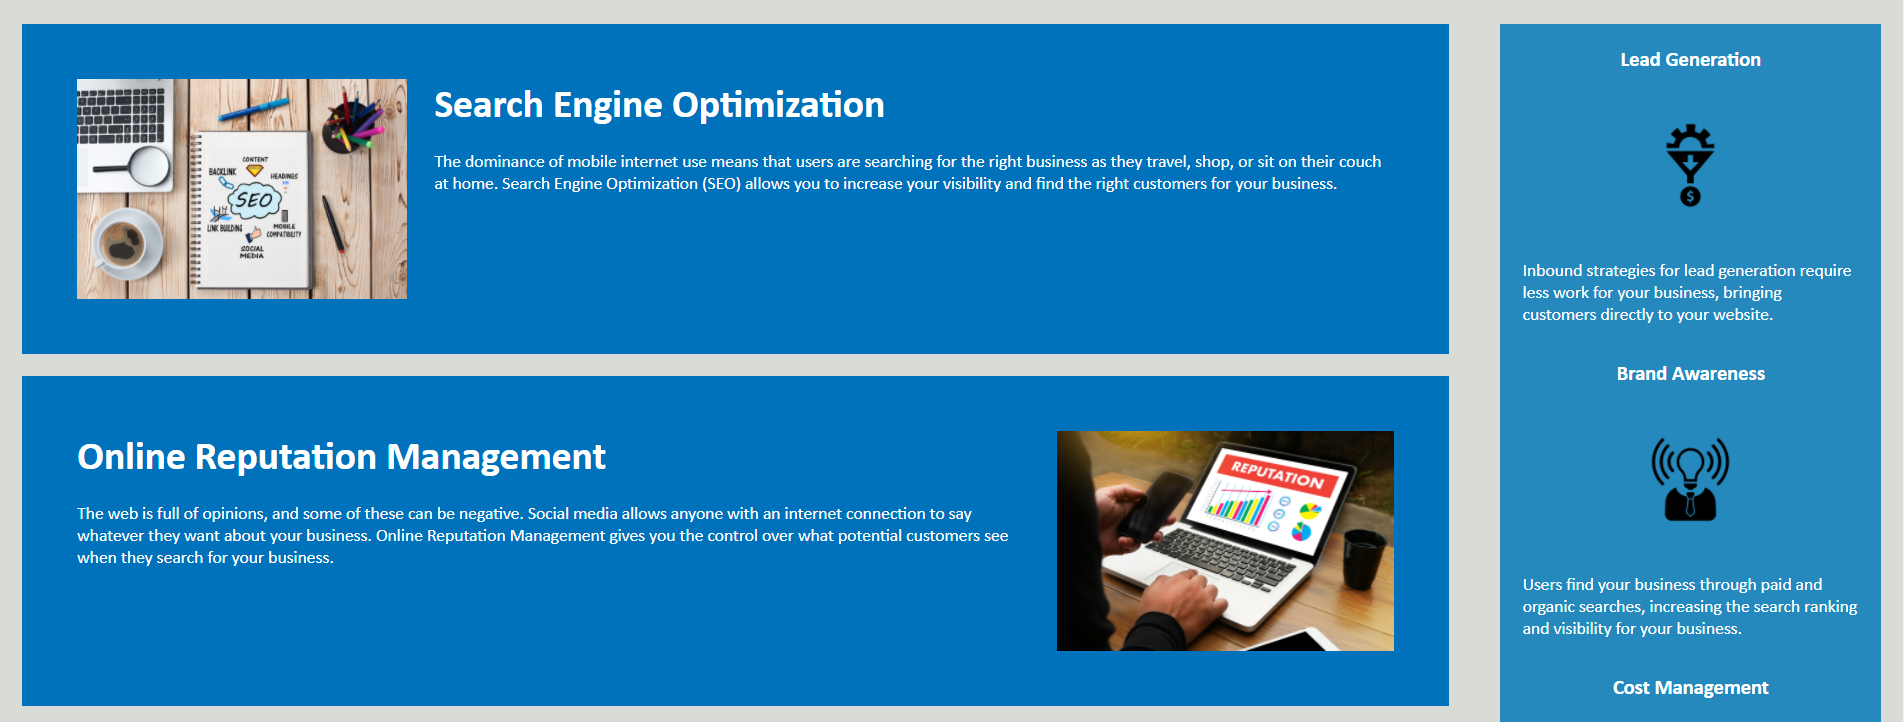 Search Engine Optimization
The dominance of mobile internet use means that users are searching for the right business as they travel, shop, or sit on their couch
at home. Search Engine Optimization (SEO) allows you to increase your visibility and find the right customers for your business.
CONTENT
BACKLINK
HEADINGS
SEO
LINK BUILDING
MOBILE
COMPATIBILITY
SOCIAL
MEDIA
Online Reputation Management
The web is full of opinions, and some of these can be negative. Social media allows anyone with an internet connection to say
whatever they want about your business. Online Reputation Management gives you the control over what potential customers see
when they search for your business.
REPUTATION
Lead Generation
$
Inbound strategies for lead generation require
less work for your business, bringing
customers directly to your website.
Brand Awareness
Users find your business through paid and
organic searches, increasing the search ranking
and visibility for your business.
Cost Management